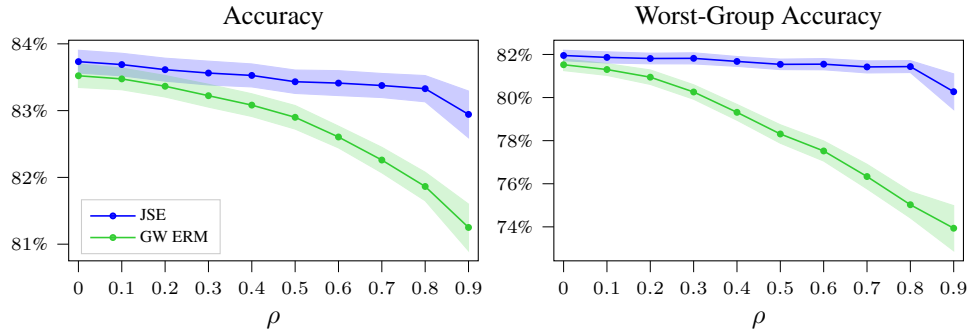 Accuracy
84%
83%
82%
81%
JSE
GW ERM
0 0.1 0.2 0.3 0.4 0.5 0.6 0.7 0.8 0.9
ρ
Worst-Group Accuracy
82%
80%
78%
76%
74%
0 0.1 0.2 0.3 0.4 0.5 0.6 0.7 0.8 0.9
ρ